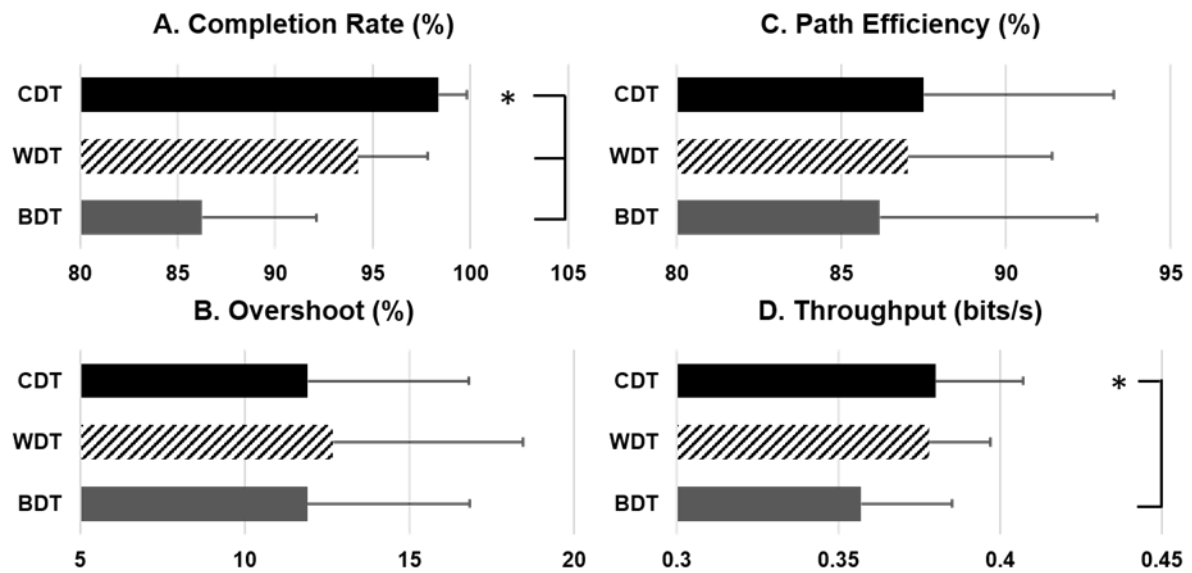 A. Completion Rate (%)
CDT
*
WDT
BDT
80 85 90 95 100 105
B. Overshoot (%)
CDT
WDT
BDT
5 10 15 20
C. Path Efficiency (%)
CDT
WDT
BDT
80 85 90 95
D. Throughput (bits/s)
CDT
*
WDT
BDT
0.3 0.35 0.4 0.45